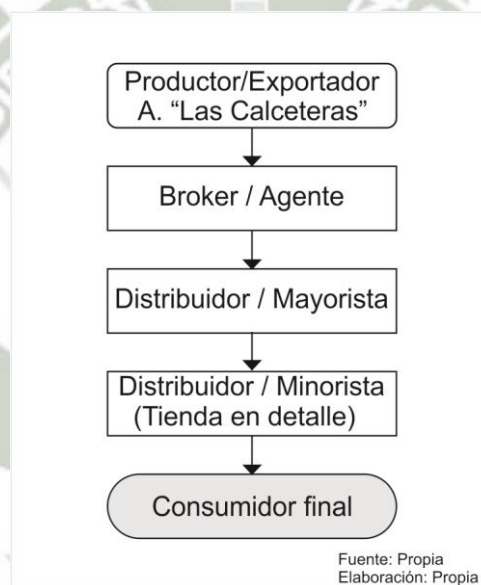 Productor/Exportador
A. “Las Calceteras”
Broker / Agente
Distribuidor / Mayorista
Distribuidor / Minorista
(Tienda en detalle)
Consumidor final
Fuente: Propia
Elaboración: Propia